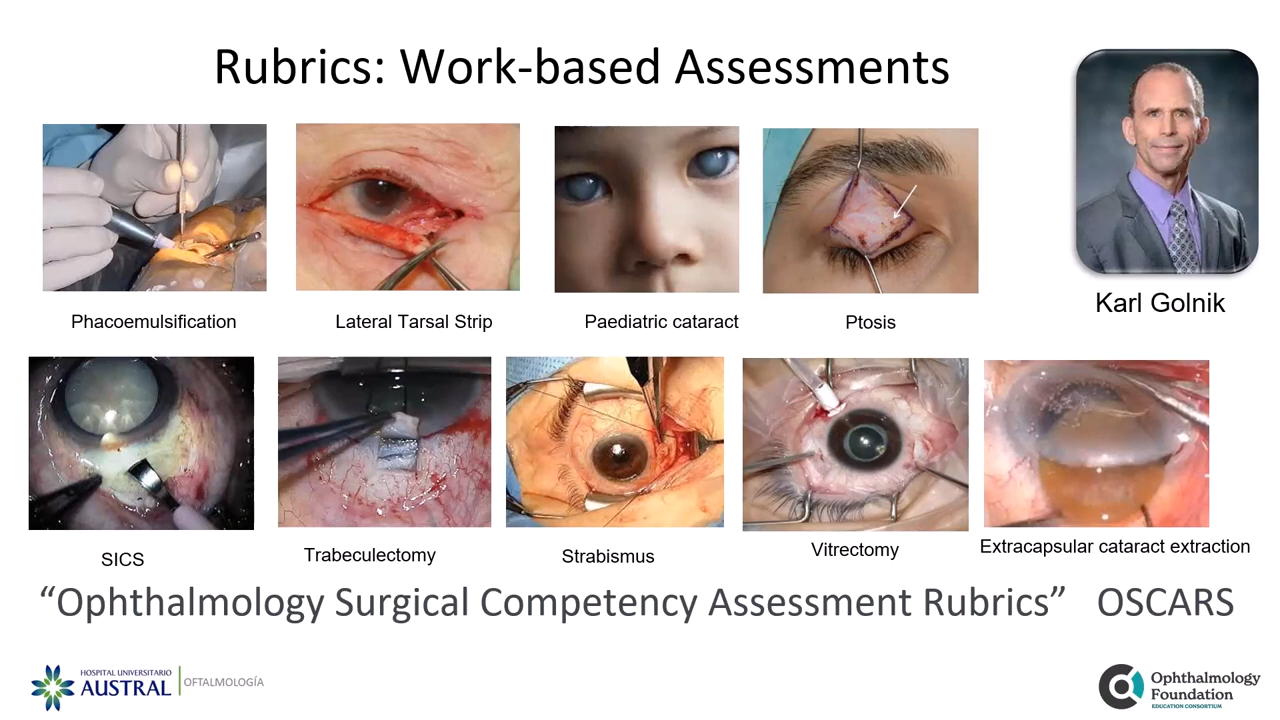 Rubrics: Work-based Assessments
Karl Golnik
Phacoemulsification
Lateral Tarsal Strip
Paediatric cataract
Ptosis
SICS
Trabeculectomy
Strabismus
Vitrectomy
Extracapsular cataract extraction
“Ophthalmology Surgical Competency Assessment Rubrics” OSCARS
HOSPITAL UNIVERSITARIO
AUSTRAL
OFTALMOLOGÍA
Ophthalmology
Foundation
EDUCATION CONSORTIUM